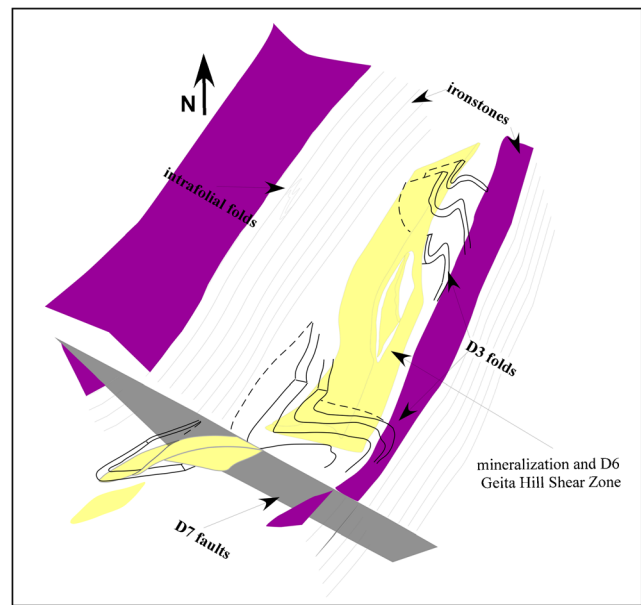 N
ironstones
intrafolial folds
D3 folds
mineralization and D6
Geita Hill Shear Zone
D7 faults